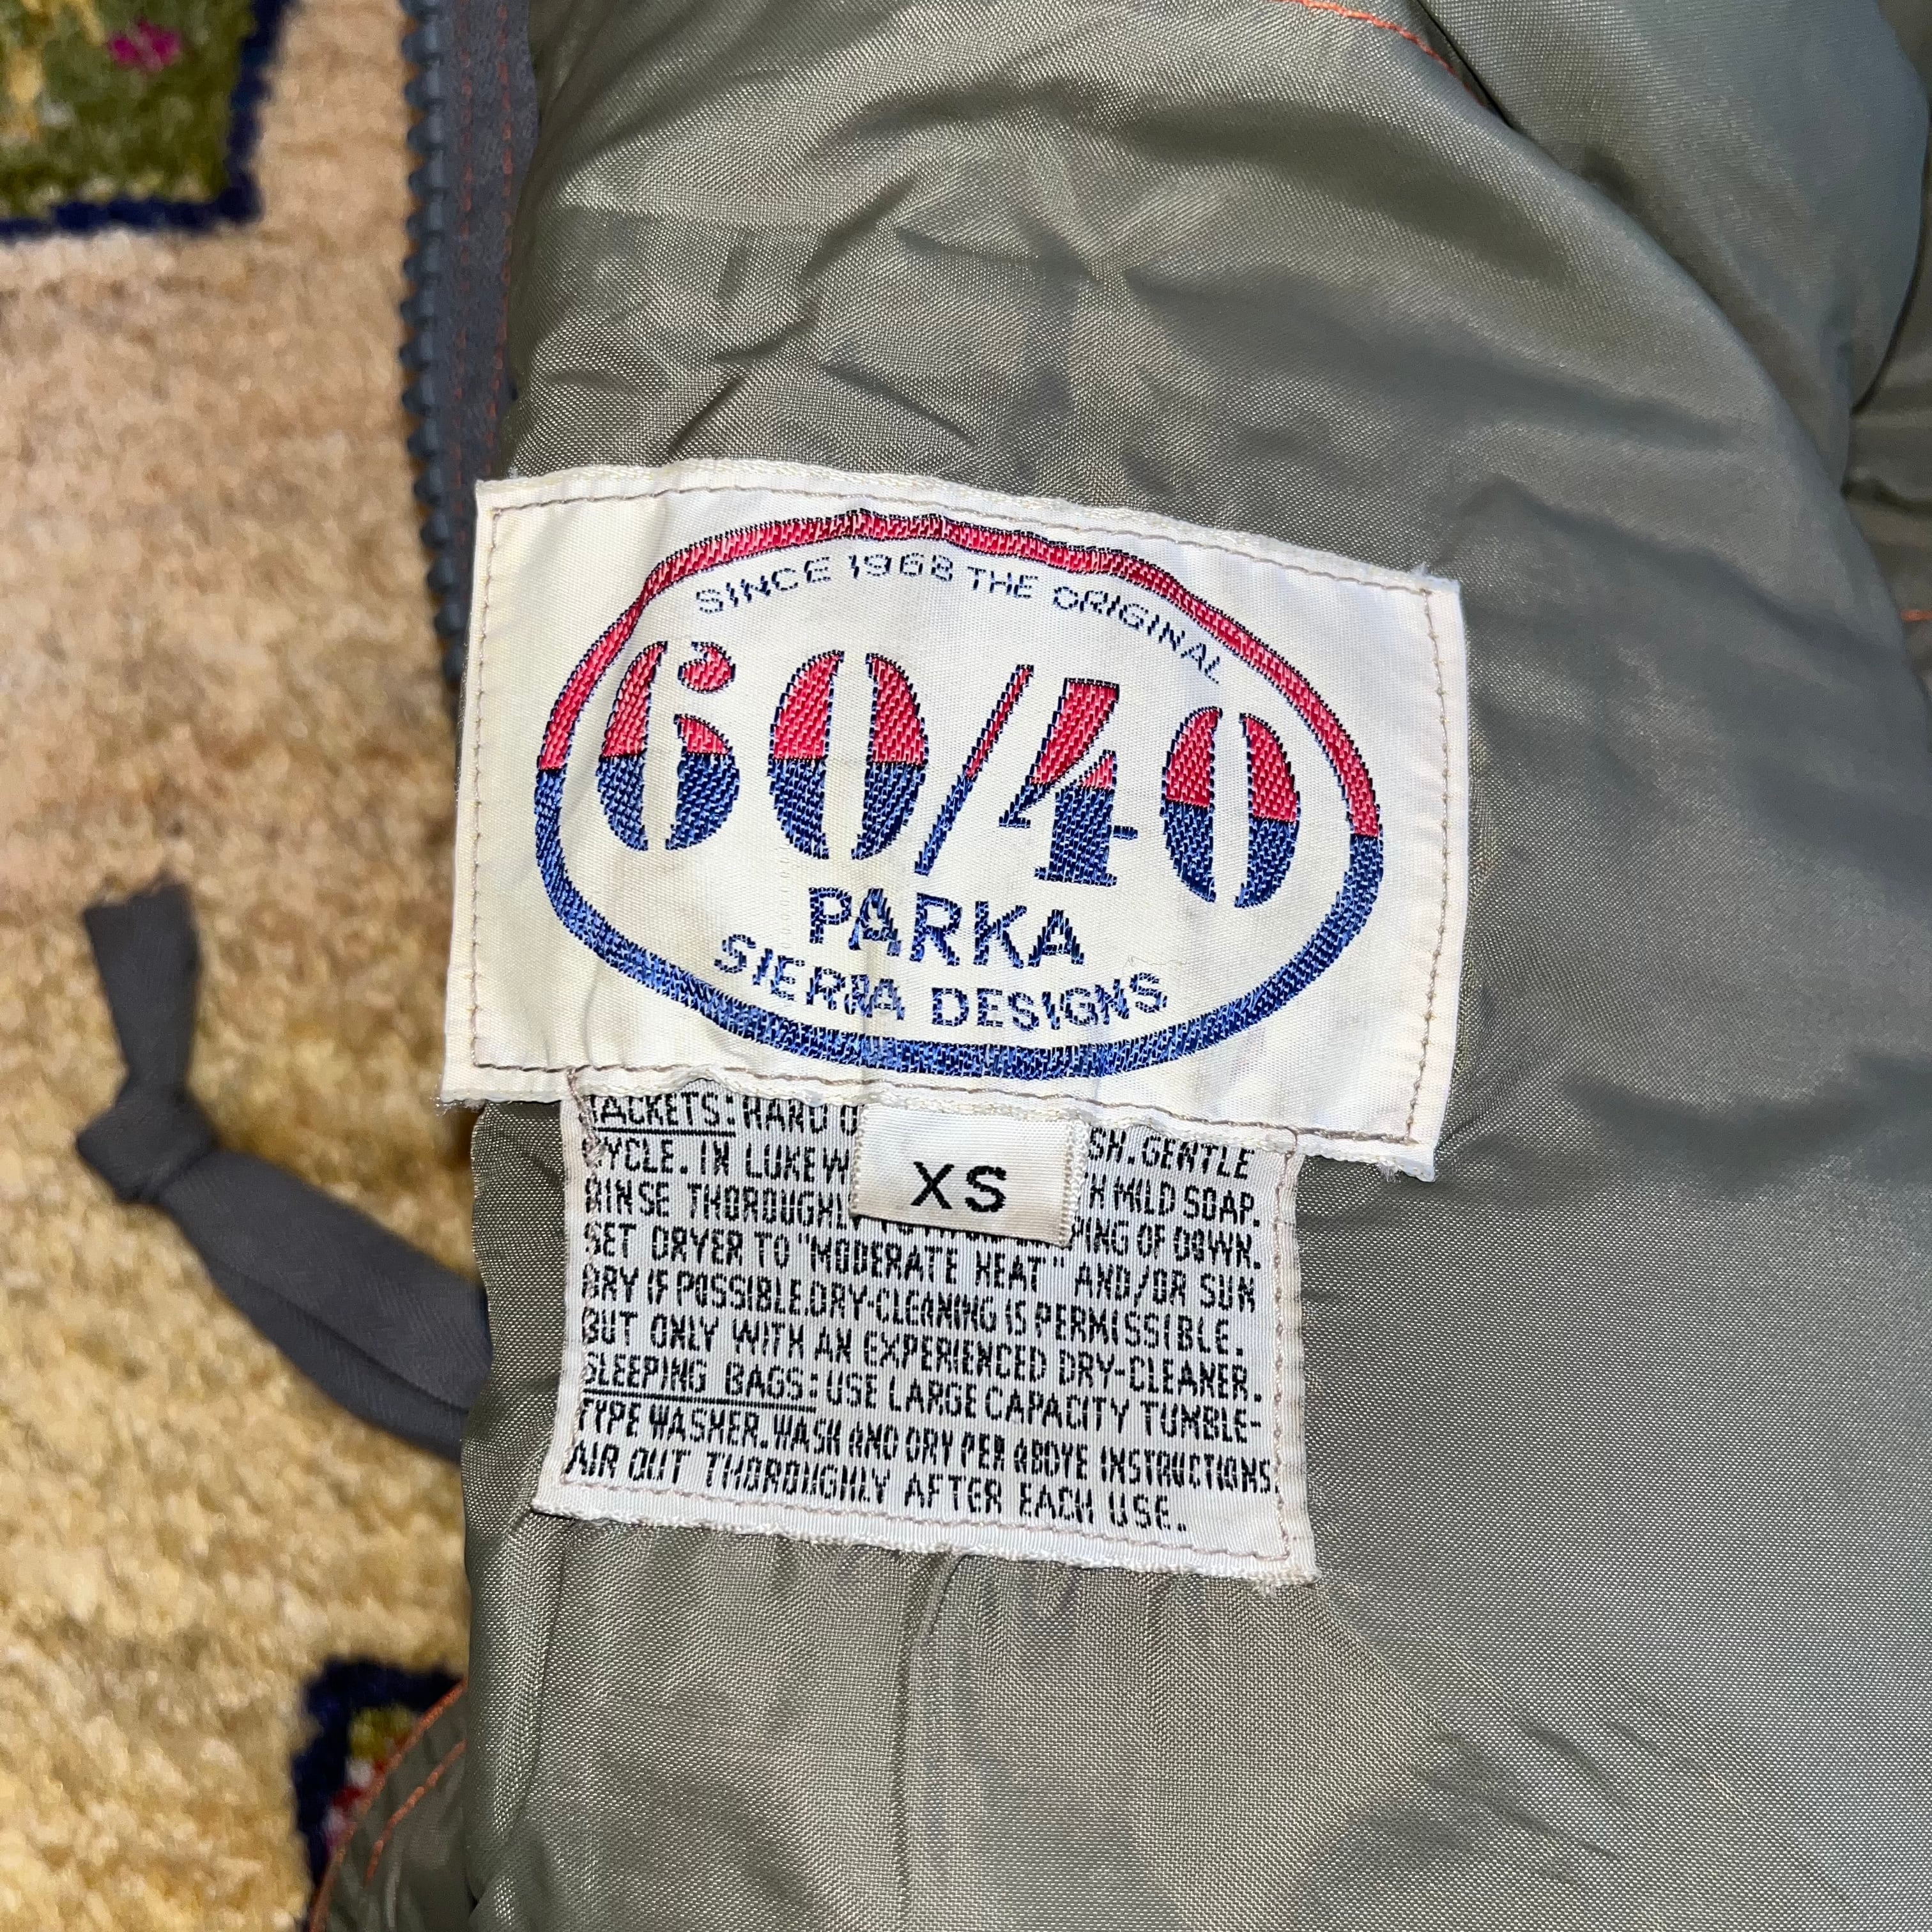 SINCE 1968 THE ORIGINAL
60/40
PARKA
SIERRA DESIGNS
XS
JACKETS: HARD
CYCLE. IN LUKEW SH. GENTLE
RINSE THOROUGHLY H MILD SOAP.
PING OF DOWN.
SET DRYER TO "MODERATE HEAT" AND/OR SUN
DRY IF POSSIBLE. DRY-CLEANING IS PERMISSIBLE.
BUT ONLY WITH AN EXPERIENCED DRY-CLEANER.
SLEEPING BAGS: USE LARGE CAPACITY TUMBLE-
TYPE WASHER. WASH AND DRY PER ABOVE INSTRUCTIONS.
AIR OUT THOROUGHLY AFTER EACH USE.